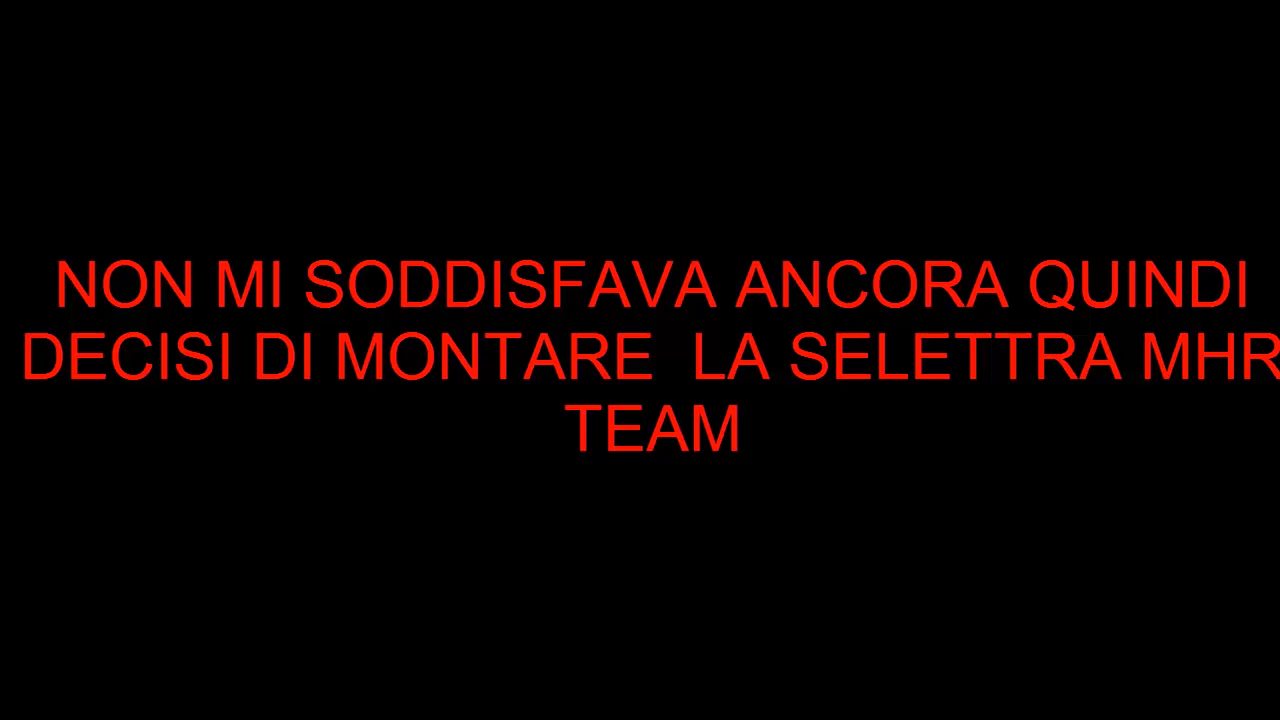 NON MI SODDISFAVA ANCORA QUINDI
DECISI DI MONTARE  LA SELETTRA MHR
TEAM